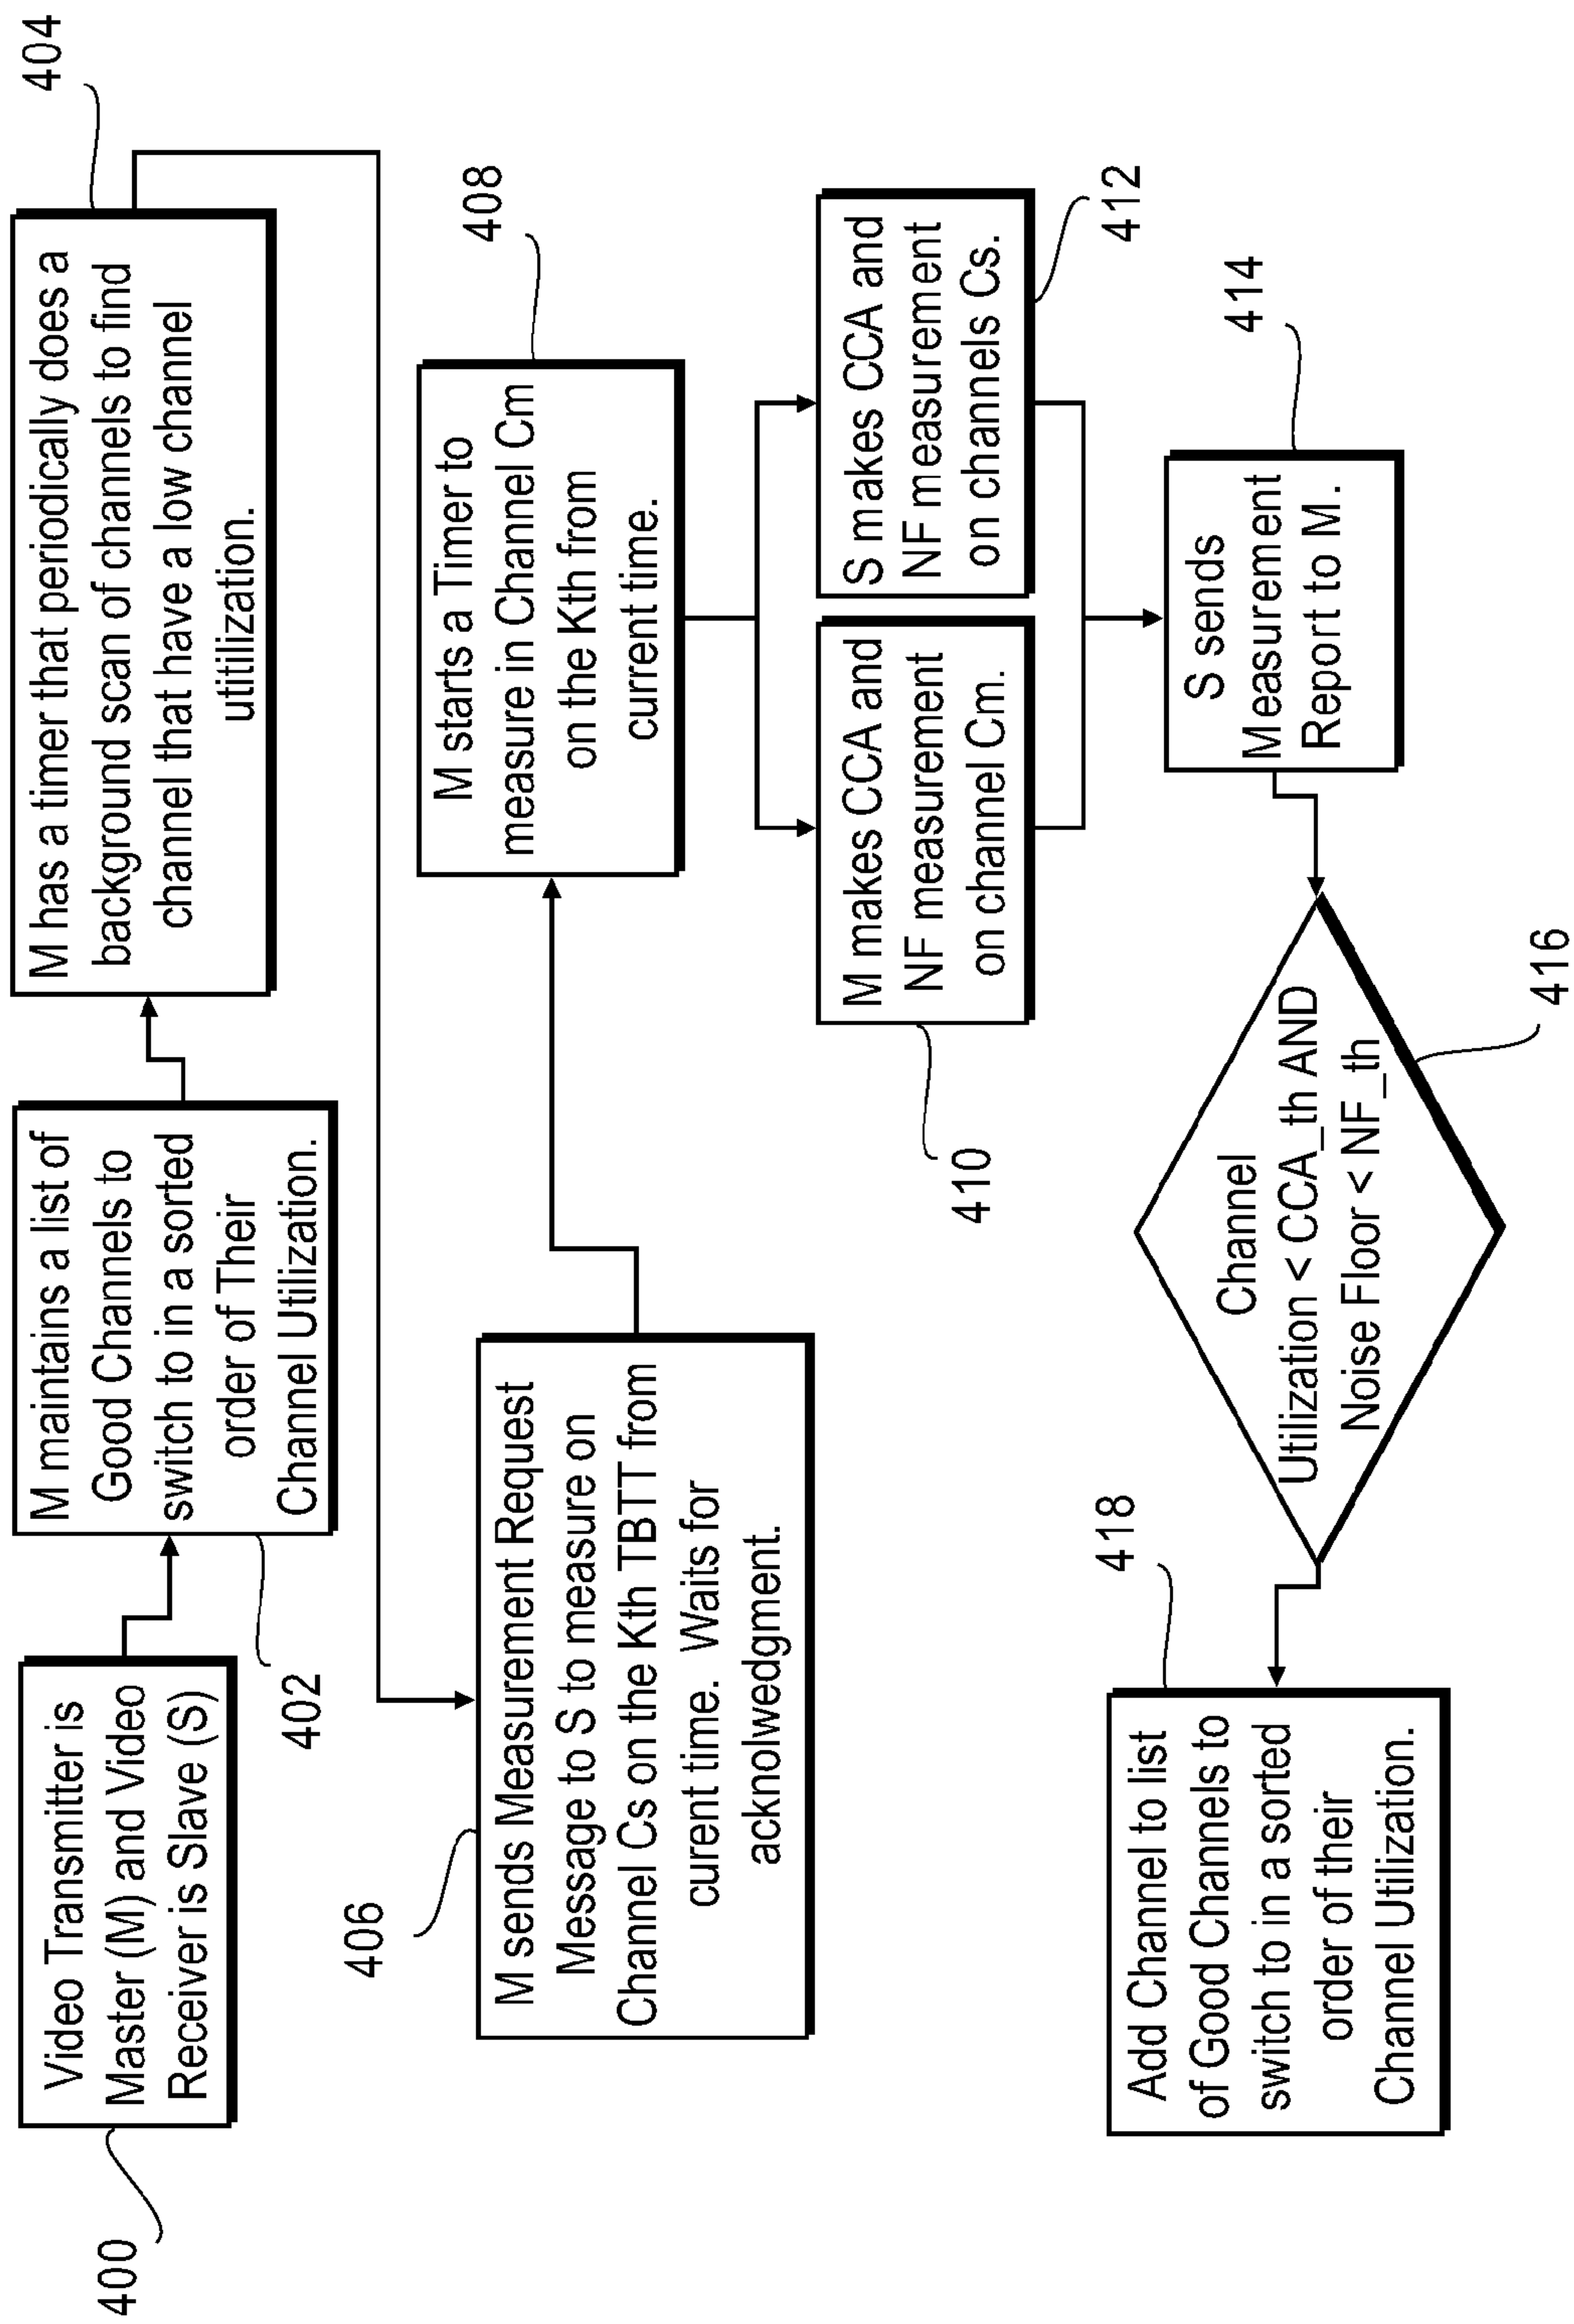 400
Video Transmitter is
Master (M) and Video
Receiver is Slave (S)
402
M maintains a list of
Good Channels to
switch to in a sorted
order of Their
Channel Utilization.
404
M has a timer that periodically does a
background scan of channels to find
channel that have a low channel
utitilization.
406
M sends Measurement Request
Message to S to measure on
Channel Cs on the Kth TBTT from
curent time.  Waits for
acknolwedgment.
408
M starts a Timer to
measure in Channel Cm
on the Kth from
current time.
410
M makes CCA and
NF measurement
on channel Cm.
412
S makes CCA and
NF measurement
on channels Cs.
414
S sends
Measurement
Report to M.
416
Channel
Utilization < CCA_th AND
Noise Floor < NF_th
418
Add Channel to list
of Good Channels to
switch to in a sorted
order of their
Channel Utilization.